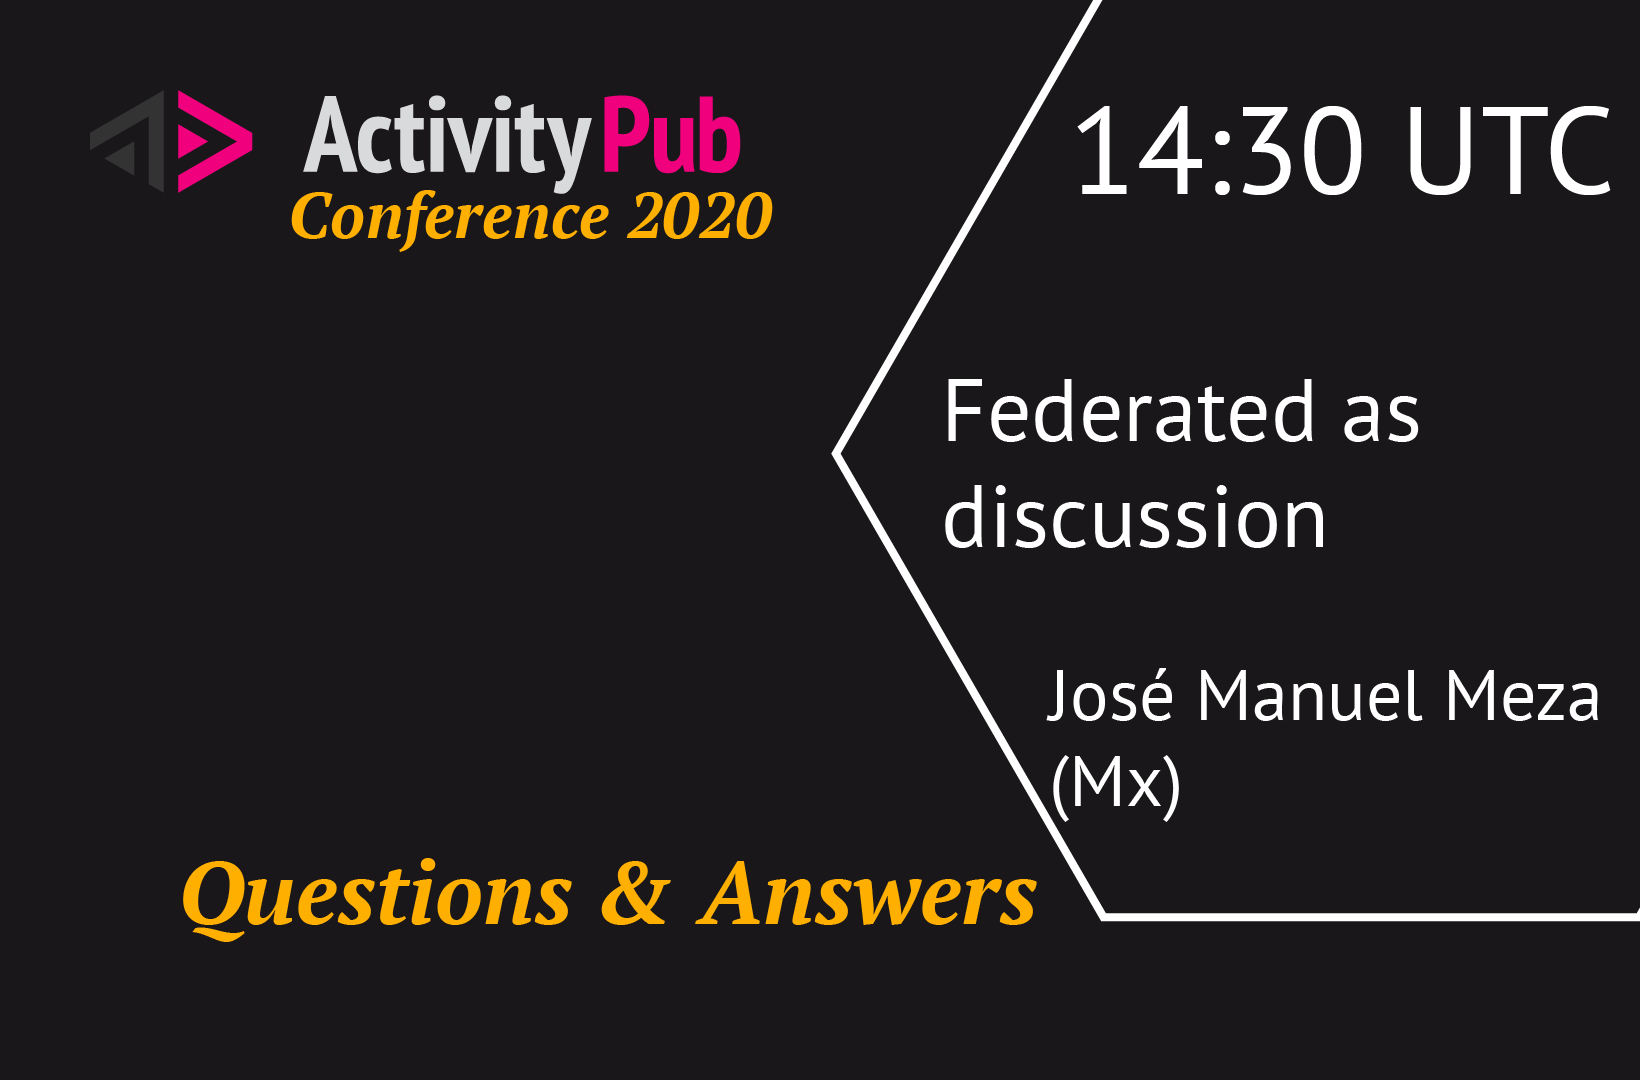 ActivityPub
Conference 2020
14:30 UTC
Federated as
discussion
José Manuel Meza
(Mx)
Questions & Answers